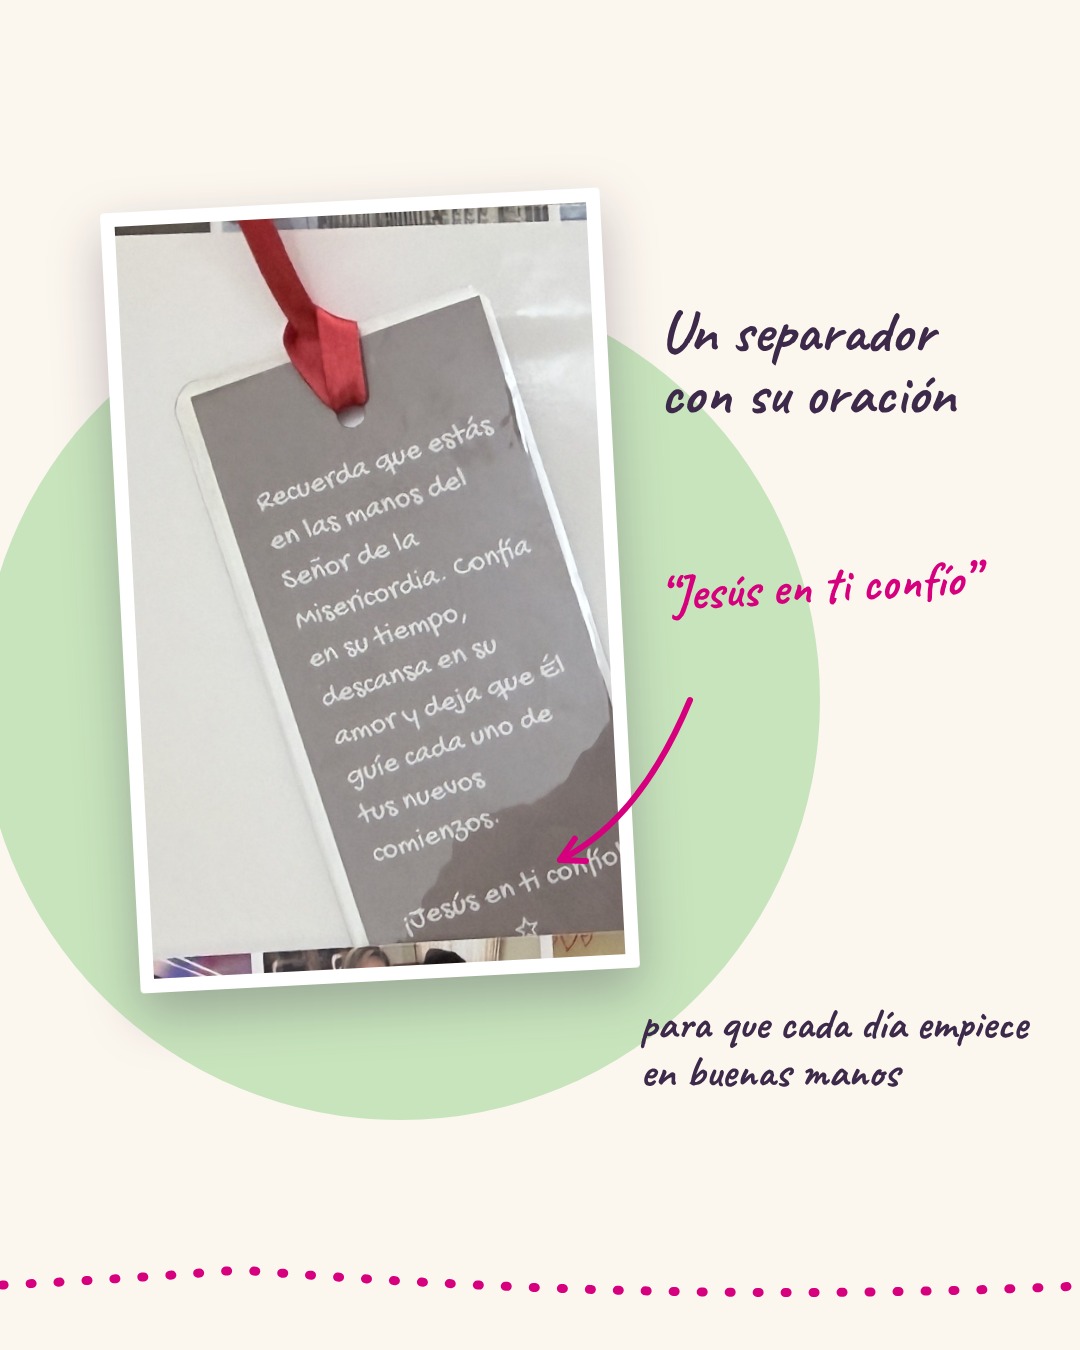 Un separador
con su oración
“Jesús en ti confío”
Recuerda que estás
en las manos del
Señor de la
Misericordia. Confía
en su tiempo,
descansa en su
amor y deja que Él
guíe cada uno de
tus nuevos
comienzos.
¡Jesús en ti confío!
para que cada día empiece
en buenas manos